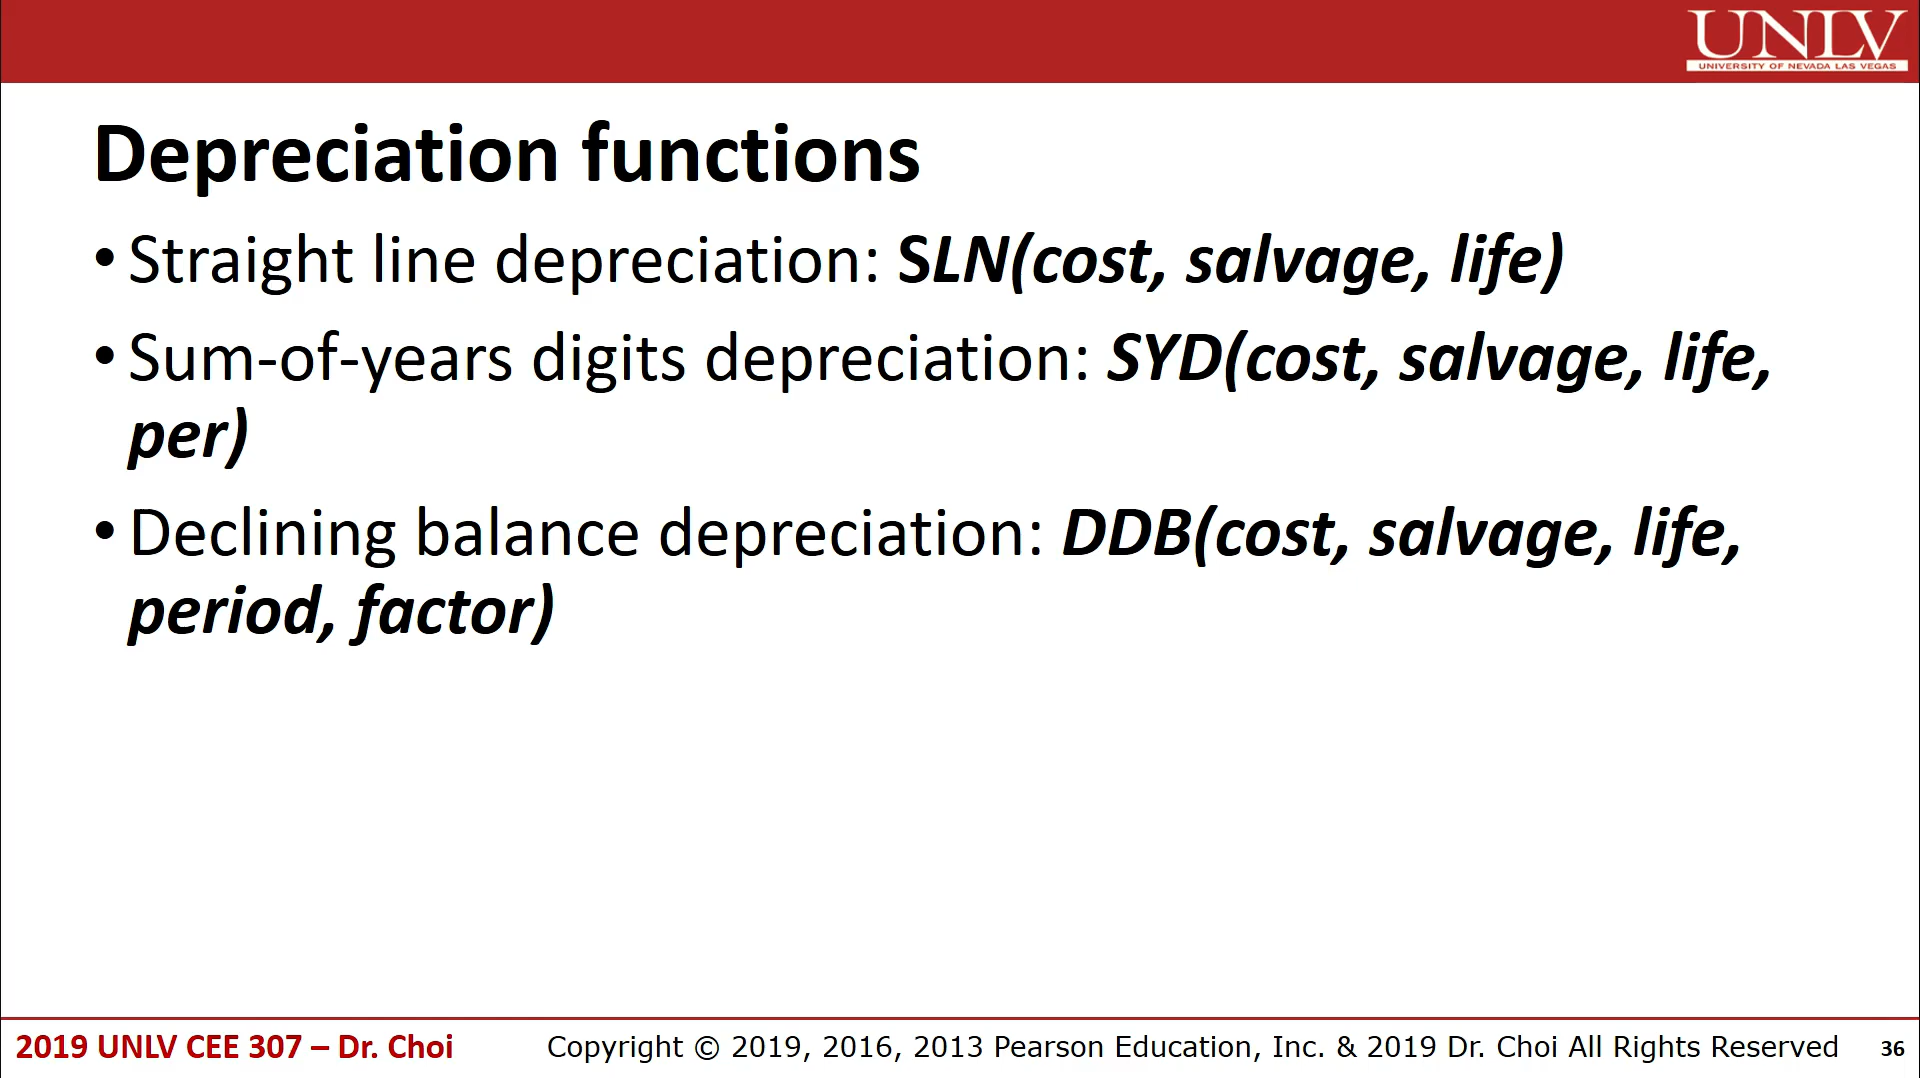 UNLV
UNIVERSITY OF NEVADA LAS VEGAS
Depreciation functions
• Straight line depreciation: SLN(cost, salvage, life)
• Sum-of-years digits depreciation: SYD(cost, salvage, life,
per)
• Declining balance depreciation: DDB(cost, salvage, life,
period, factor)
2019 UNLV CEE 307 – Dr. Choi
Copyright © 2019, 2016, 2013 Pearson Education, Inc. & 2019 Dr. Choi All Rights Reserved
36